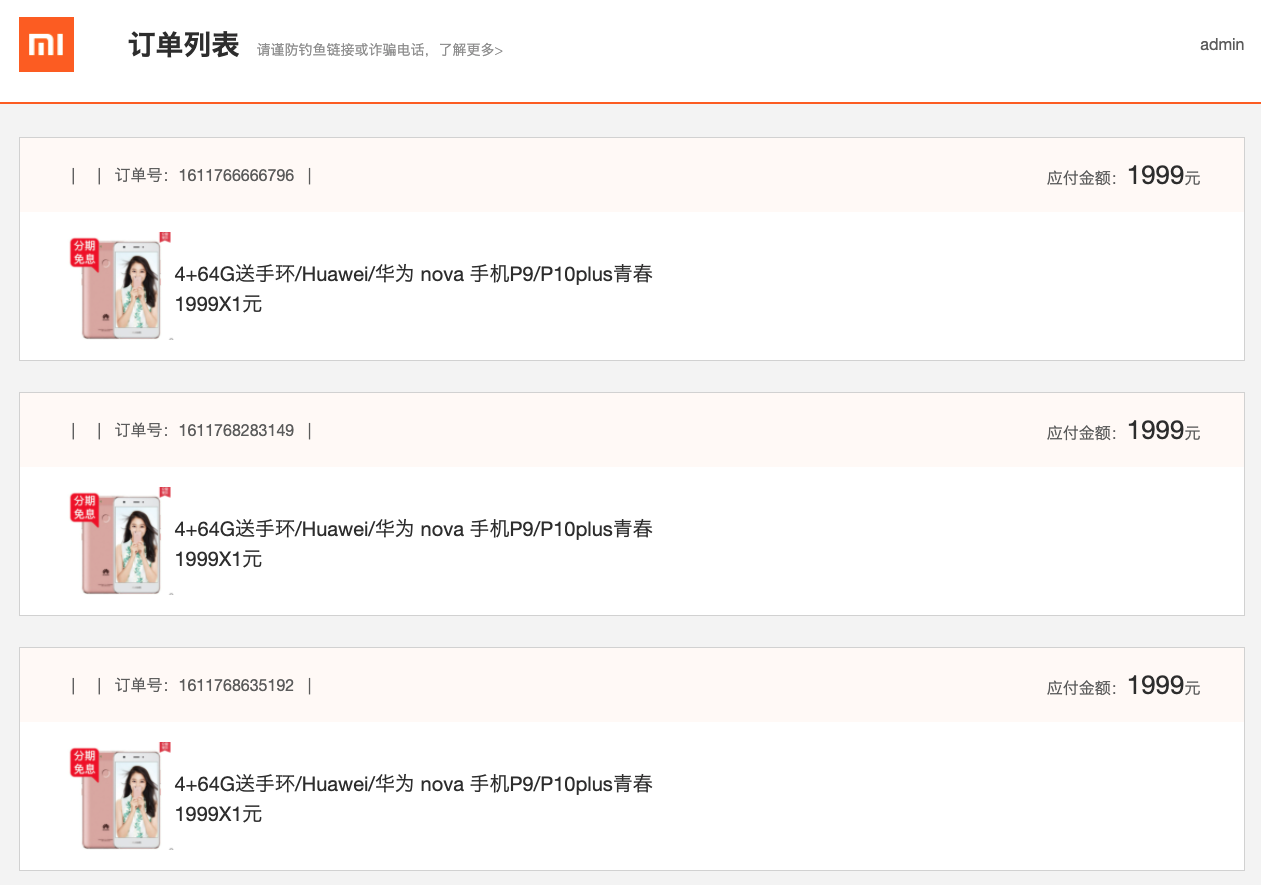 mi
订单列表 请谨防钓鱼链接或诈骗电话，了解更多>
admin
| | 订单号：1611766666796 |
应付金额：1999元
分期
免息
4+64G送手环/Huawei/华为 nova 手机P9/P10plus青春
1999X1元
| | 订单号：1611768283149 |
应付金额：1999元
分期
免息
4+64G送手环/Huawei/华为 nova 手机P9/P10plus青春
1999X1元
| | 订单号：1611768635192 |
应付金额：1999元
分期
免息
4+64G送手环/Huawei/华为 nova 手机P9/P10plus青春
1999X1元